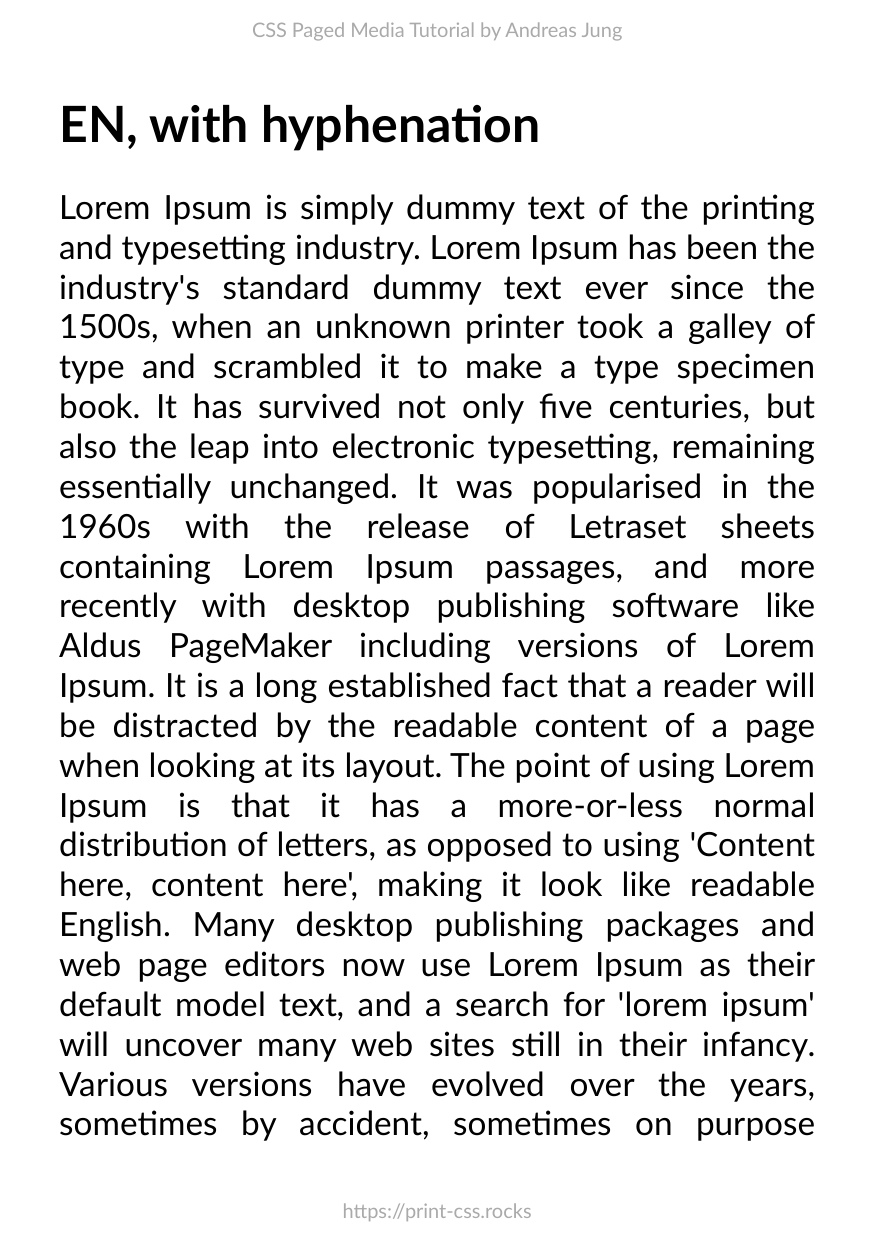 CSS Paged Media Tutorial by Andreas Jung
EN, with hyphenation
Lorem Ipsum is simply dummy text of the printing
and typesetting industry. Lorem Ipsum has been the
industry's standard dummy text ever since the
1500s, when an unknown printer took a galley of
type and scrambled it to make a type specimen
book. It has survived not only five centuries, but
also the leap into electronic typesetting, remaining
essentially unchanged. It was popularised in the
1960s with the release of Letraset sheets
containing Lorem Ipsum passages, and more
recently with desktop publishing software like
Aldus PageMaker including versions of Lorem
Ipsum. It is a long established fact that a reader will
be distracted by the readable content of a page
when looking at its layout. The point of using Lorem
Ipsum is that it has a more-or-less normal
distribution of letters, as opposed to using 'Content
here, content here', making it look like readable
English. Many desktop publishing packages and
web page editors now use Lorem Ipsum as their
default model text, and a search for 'lorem ipsum'
will uncover many web sites still in their infancy.
Various versions have evolved over the years,
sometimes by accident, sometimes on purpose
https://print-css.rocks